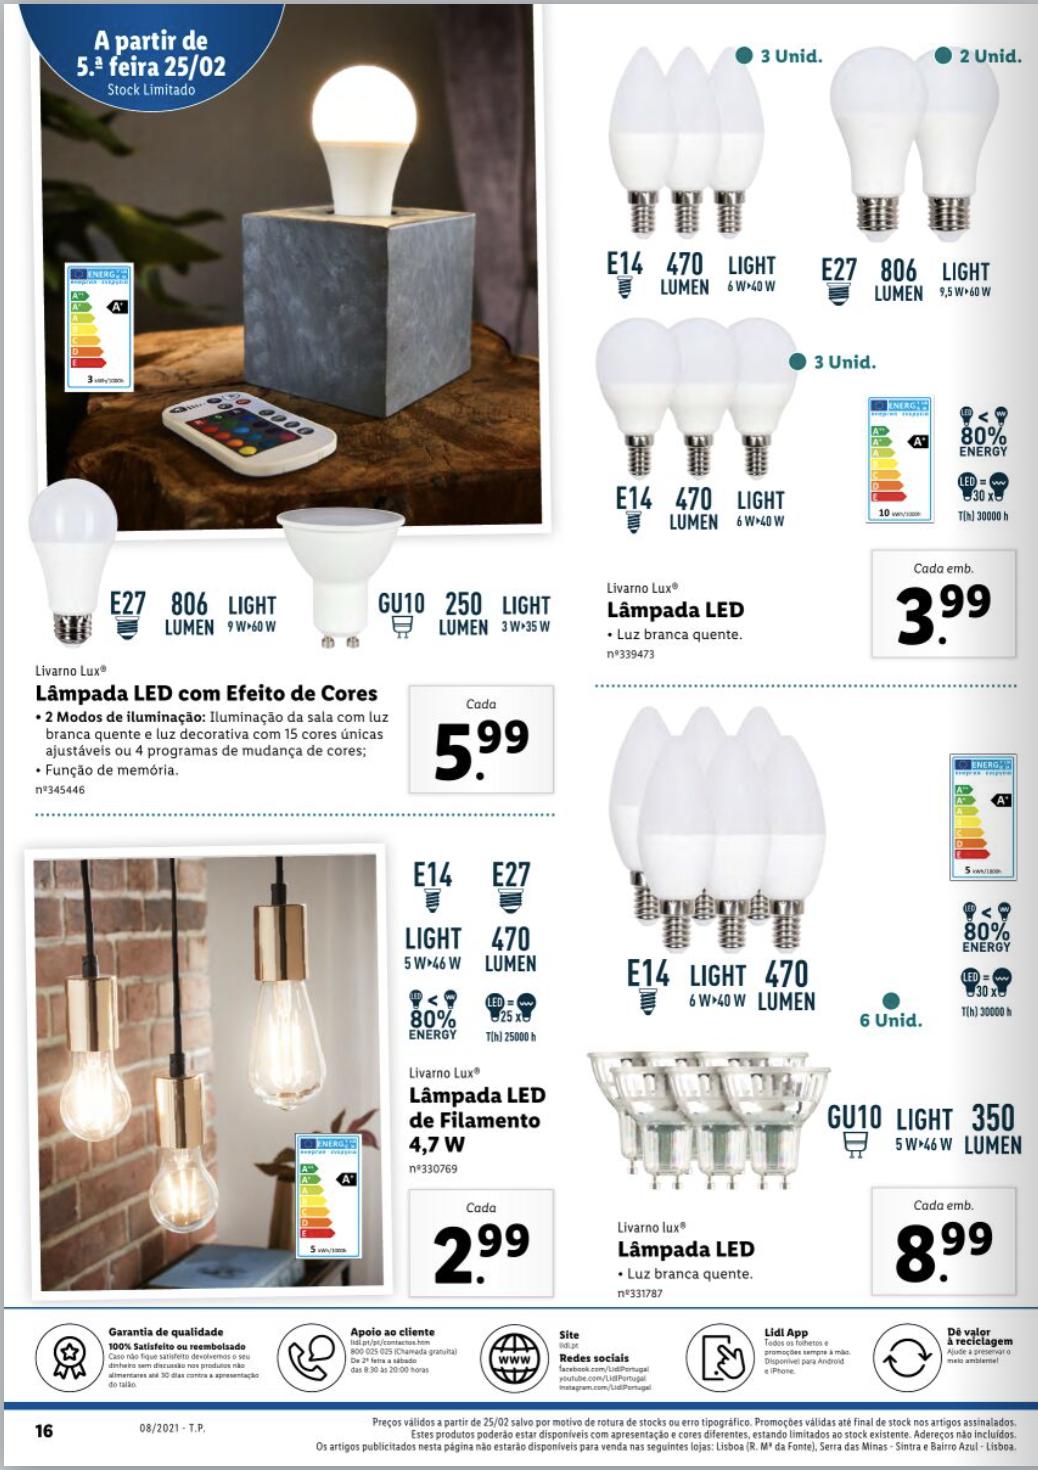 A partir de
5.ª feira 25/02
Stock Limitado
3 Unid.
2 Unid.
E14 470 LIGHT
LUMEN 6 W▸40 W
E27 806 LIGHT
LUMEN 9,5 W▸60 W
3 Unid.
E14 470 LIGHT
LUMEN 6 W▸40 W
ENERG
A++
A+
A
B
C
D
E
A+
10 kWh/1000h
LED <
80%
ENERGY
LED =
30 x
T(h) 30000 h
Livarno Lux®
Lâmpada LED
• Luz branca quente.
nº339473
Cada emb.
3.99
ENERG
A++
A+
A
B
C
D
E
A+
3 kWh/1000h
E27 806 LIGHT
LUMEN 9 W▸60 W
GU10 250 LIGHT
LUMEN 3 W▸35 W
Livarno Lux®
Lâmpada LED com Efeito de Cores
• 2 Modos de iluminação: Iluminação da sala com luz
branca quente e luz decorativa com 15 cores únicas
ajustáveis ou 4 programas de mudança de cores;
• Função de memória.
nº345446
Cada
5.99
E14 E27
LIGHT 470
5 W▸46 W LUMEN
LED <
80%
ENERGY
LED =
25 x
T(h) 25000 h
Livarno Lux®
Lâmpada LED
de Filamento
4,7 W
nº330769
Cada
2.99
ENERG
A++
A+
A
B
C
D
E
A+
5 kWh/1000h
ENERG
A++
A+
A
B
C
D
E
A+
5 kWh/1000h
LED <
80%
ENERGY
LED =
30 x
T(h) 30000 h
E14 LIGHT 470
6 W▸40 W LUMEN
6 Unid.
GU10 LIGHT 350
5 W▸46 W LUMEN
Livarno lux®
Lâmpada LED
• Luz branca quente.
nº331787
Cada emb.
8.99
Garantia de qualidade
100% Satisfeito ou reembolsado
Caso não fique satisfeito devolvemos o seu
dinheiro sem discussão nos produtos não
alimentares até 30 dias contra a apresentação
do talão.
Apoio ao cliente
lidl.pt/pt/contactos.htm
800 025 025 (Chamada gratuita)
De 2ª feira a sábado
das 8:30 às 20:00 horas
WWW
Site
lidl.pt
Redes sociais
facebook.com/LidlPortugal
youtube.com/LidlPortugal
instagram.com/LidlPortugal
Lidl App
Todos os folhetos e
promoções sempre à mão.
Disponível para Android
e iPhone.
Dê valor
à reciclagem
Ajude a preservar o
meio ambiente!
16
08/2021 - T.P.
Preços válidos a partir de 25/02 salvo por motivo de rotura de stocks ou erro tipográfico. Promoções válidas até final de stock nos artigos assinalados.
Estes produtos poderão estar disponíveis com apresentação e cores diferentes, estando limitados ao stock existente. Adereços não incluídos.
Os artigos publicitados nesta página não estarão disponíveis para venda nas seguintes lojas: Lisboa (R. Mª da Fonte), Serra das Minas - Sintra e Bairro Azul - Lisboa.